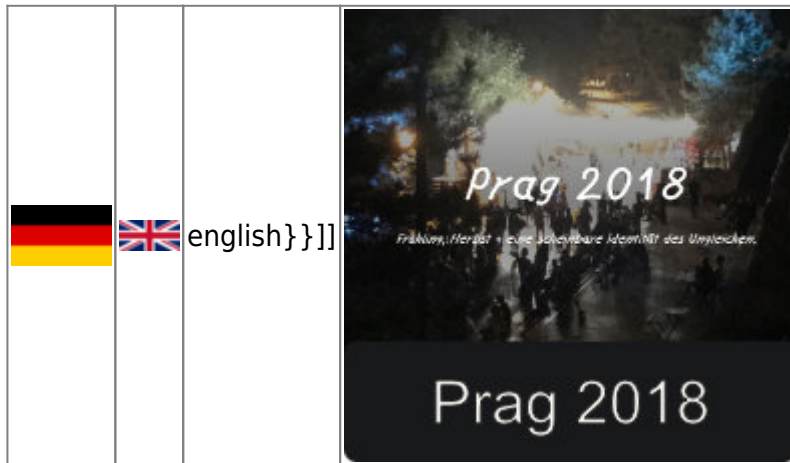 english}}]]
Prag 2018
Frühling, Herbst + eine scheinbare identität des Ungleichen.
Prag 2018